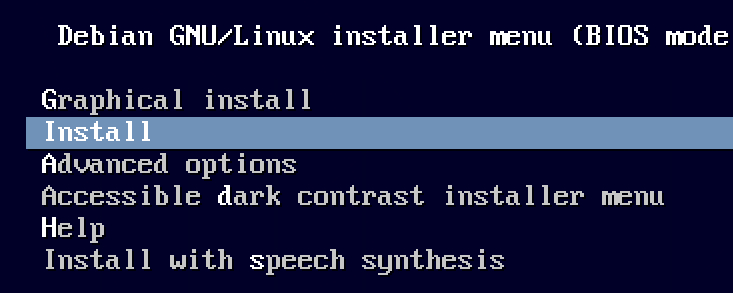 Debian GNU/Linux installer menu (BIOS mode
Graphical install
Install
Advanced options
Accessible dark contrast installer menu
Help
Install with speech synthesis